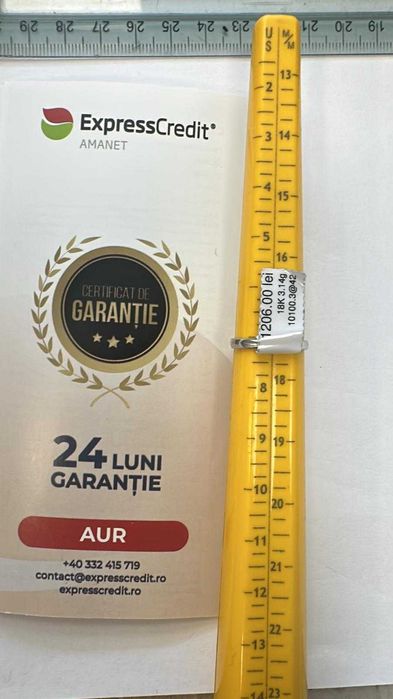 29 28 27 26 25 24 23 22 21 20 19
ExpressCredit®
AMANET
CERTIFICAT DE
GARANȚIE
24 LUNI
GARANȚIE
AUR
+40 332 415 719
contact@expresscredit.ro
expresscredit.ro
US M/M
13
2
3 14
4
15
5
16
1206.00 lei
18K 3.14g
10100.3@42
8 18
9 19
10
20
11
21
12
22
13
14 23